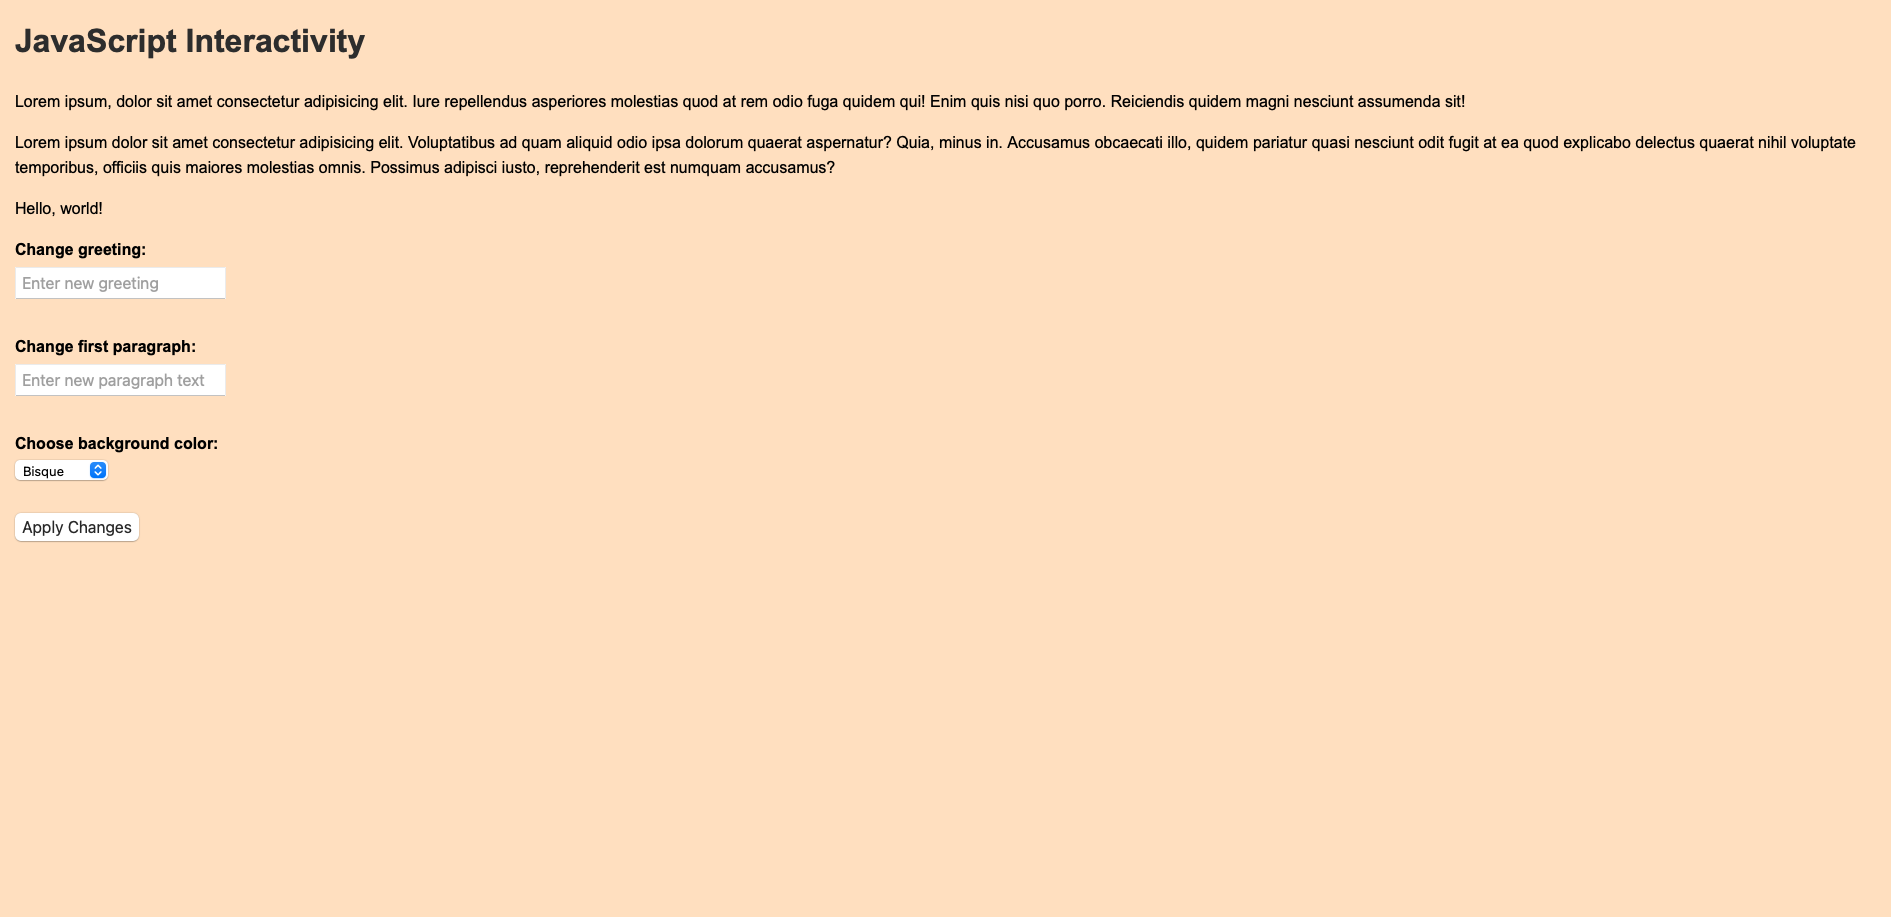 JavaScript Interactivity
Lorem ipsum, dolor sit amet consectetur adipisicing elit. Iure repellendus asperiores molestias quod at rem odio fuga quidem qui! Enim quis nisi quo porro. Reiciendis quidem magni nesciunt assumenda sit!
Lorem ipsum dolor sit amet consectetur adipisicing elit. Voluptatibus ad quam aliquid odio ipsa dolorum quaerat aspernatur? Quia, minus in. Accusamus obcaecati illo, quidem pariatur quasi nesciunt odit fugit at ea quod explicabo delectus quaerat nihil voluptate
temporibus, officiis quis maiores molestias omnis. Possimus adipisci iusto, reprehenderit est numquam accusamus?
Hello, world!
Change greeting:
Enter new greeting
Change first paragraph:
Enter new paragraph text
Choose background color:
Bisque
Apply Changes